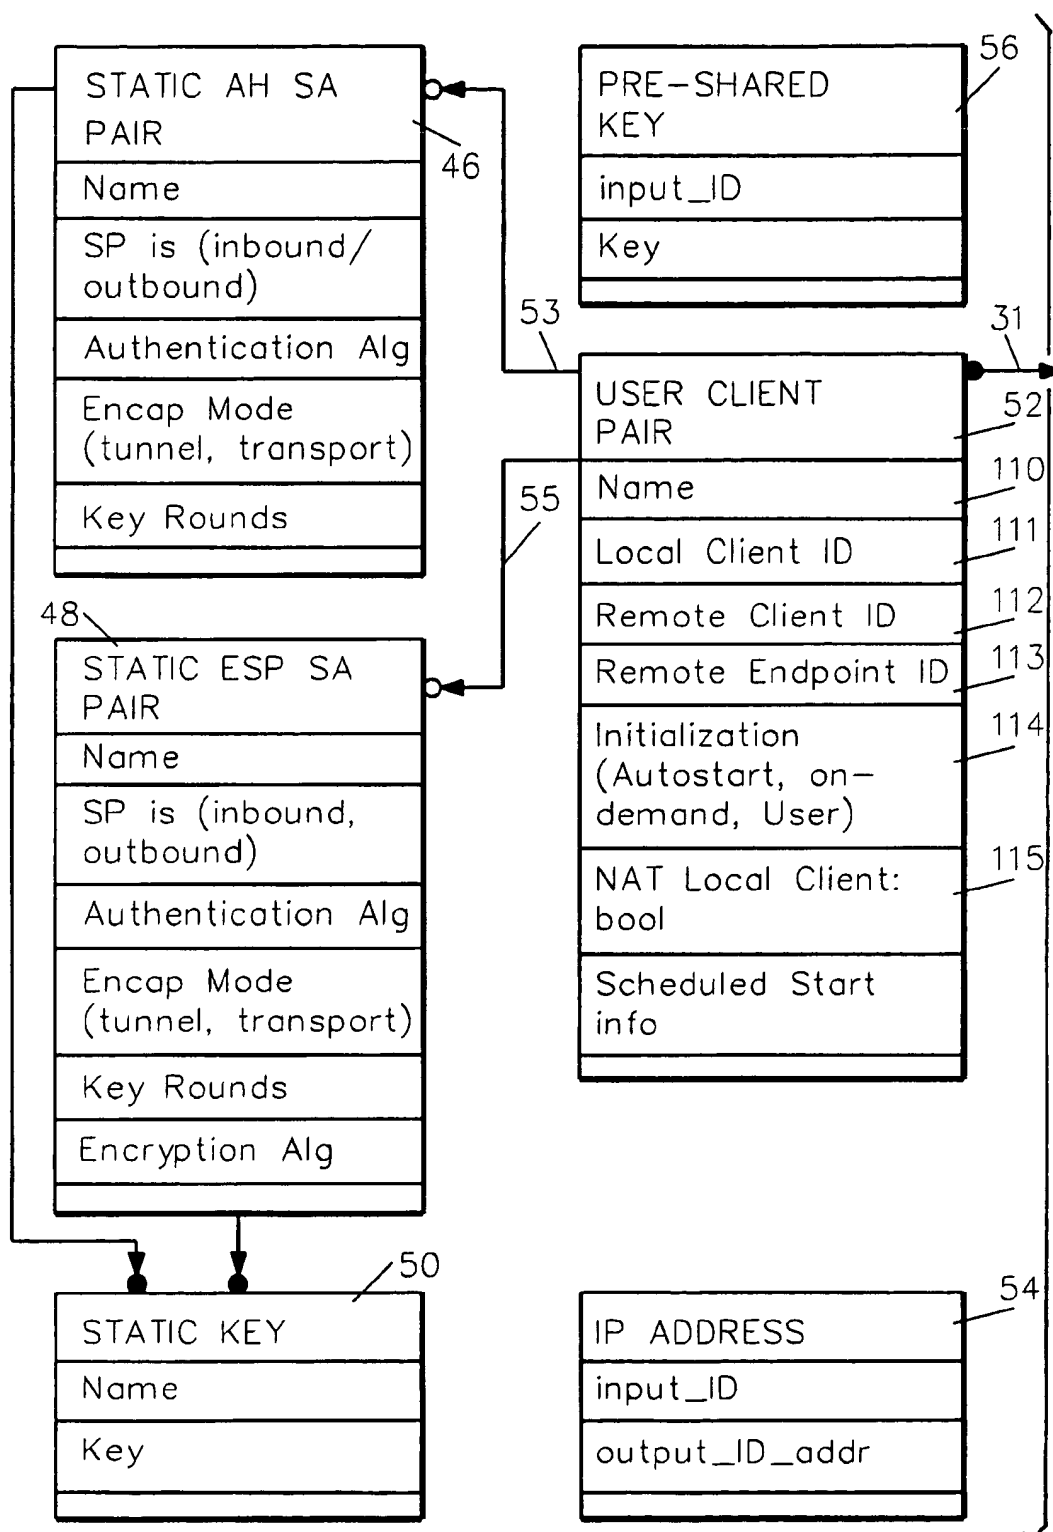 STATIC AH SA
PAIR
46
Name
SP is (inbound/
outbound)
Authentication Alg
Encap Mode
(tunnel, transport)
Key Rounds
48
STATIC ESP SA
PAIR
Name
SP is (inbound,
outbound)
Authentication Alg
Encap Mode
(tunnel, transport)
Key Rounds
Encryption Alg
50
STATIC KEY
Name
Key
53
55
56
PRE-SHARED
KEY
input_ID
Key
31
USER CLIENT
PAIR
52
Name
110
Local Client ID
111
Remote Client ID
112
Remote Endpoint ID
113
Initialization
(Autostart, on-
demand, User)
114
NAT Local Client:
bool
115
Scheduled Start
info
54
IP ADDRESS
input_ID
output_ID_addr